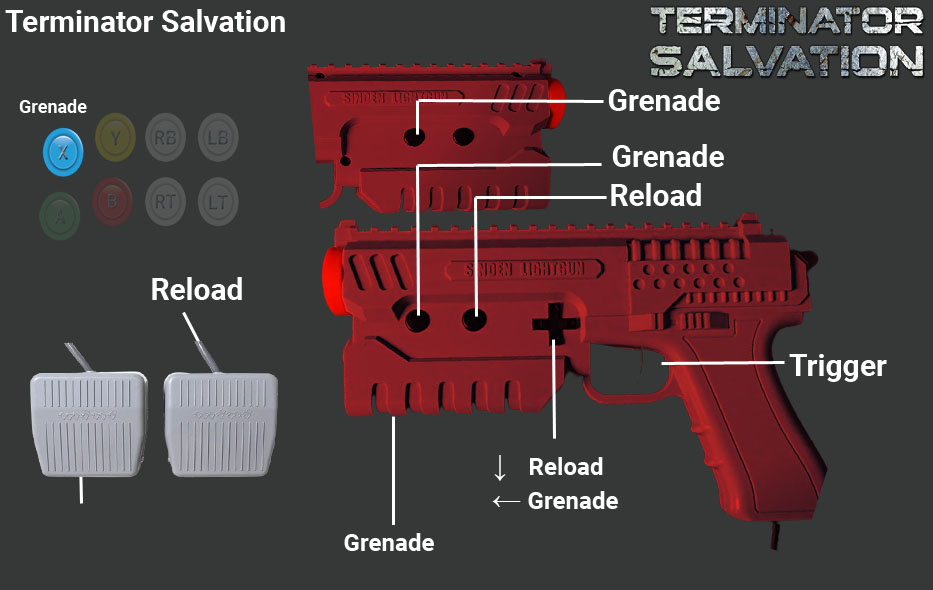 Terminator Salvation
TERMINATOR
SALVATION
Grenade
X
Y
RB
LB
A
B
RT
LT
SINDEN LIGHTGUN
Grenade
Grenade
Reload
SINDEN LIGHTGUN
Reload
Trigger
↓ Reload
← Grenade
Grenade